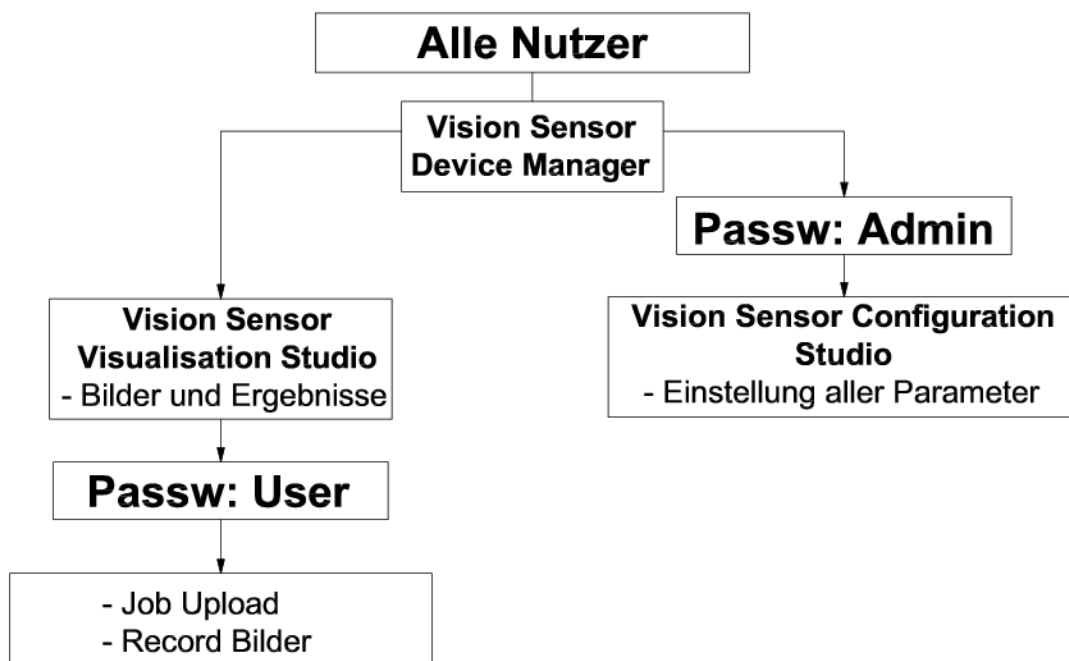 Alle Nutzer
Vision Sensor
Device Manager
Passw: Admin
Vision Sensor
Visualisation Studio
- Bilder und Ergebnisse
Vision Sensor Configuration
Studio
- Einstellung aller Parameter
Passw: User
- Job Upload
- Record Bilder